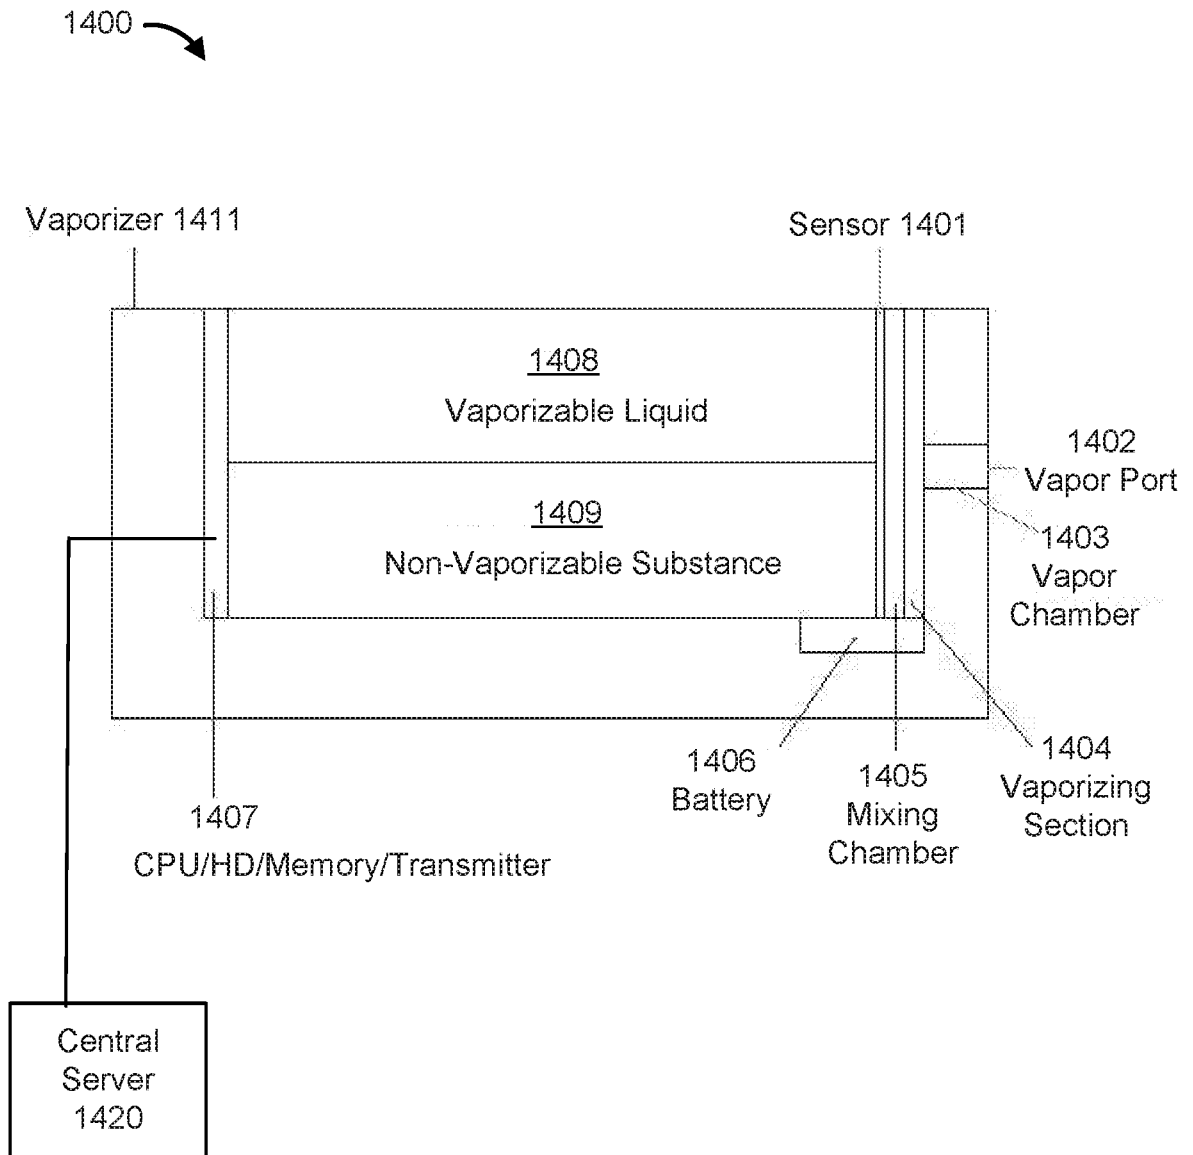 1400
Vaporizer 1411
Sensor 1401
1408
Vaporizable Liquid
1402
Vapor Port
1409
Non-Vaporizable Substance
1403
Vapor
Chamber
1406
Battery
1405
Mixing
Chamber
1404
Vaporizing
Section
1407
CPU/HD/Memory/Transmitter
Central
Server
1420